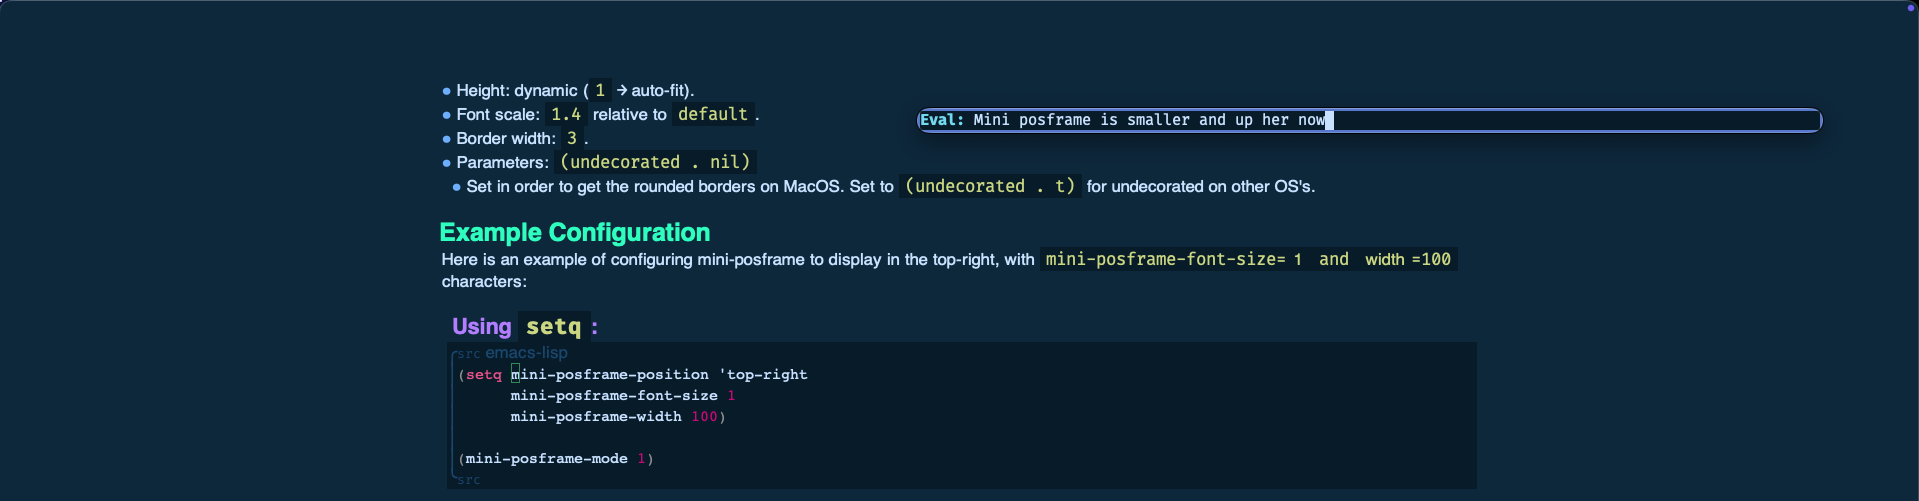 • Height: dynamic ( 1 → auto-fit).
• Font scale: 1.4 relative to default .
Eval: Mini posframe is smaller and up her now
• Border width: 3 .
• Parameters: (undecorated . nil)
• Set in order to get the rounded borders on MacOS. Set to (undecorated . t) for undecorated on other OS's.
Example Configuration
Here is an example of configuring mini-posframe to display in the top-right, with mini-posframe-font-size= 1 and width =100
characters:
Using setq :
src emacs-lisp
(setq mini-posframe-position 'top-right
mini-posframe-font-size 1
mini-posframe-width 100)
(mini-posframe-mode 1)
src